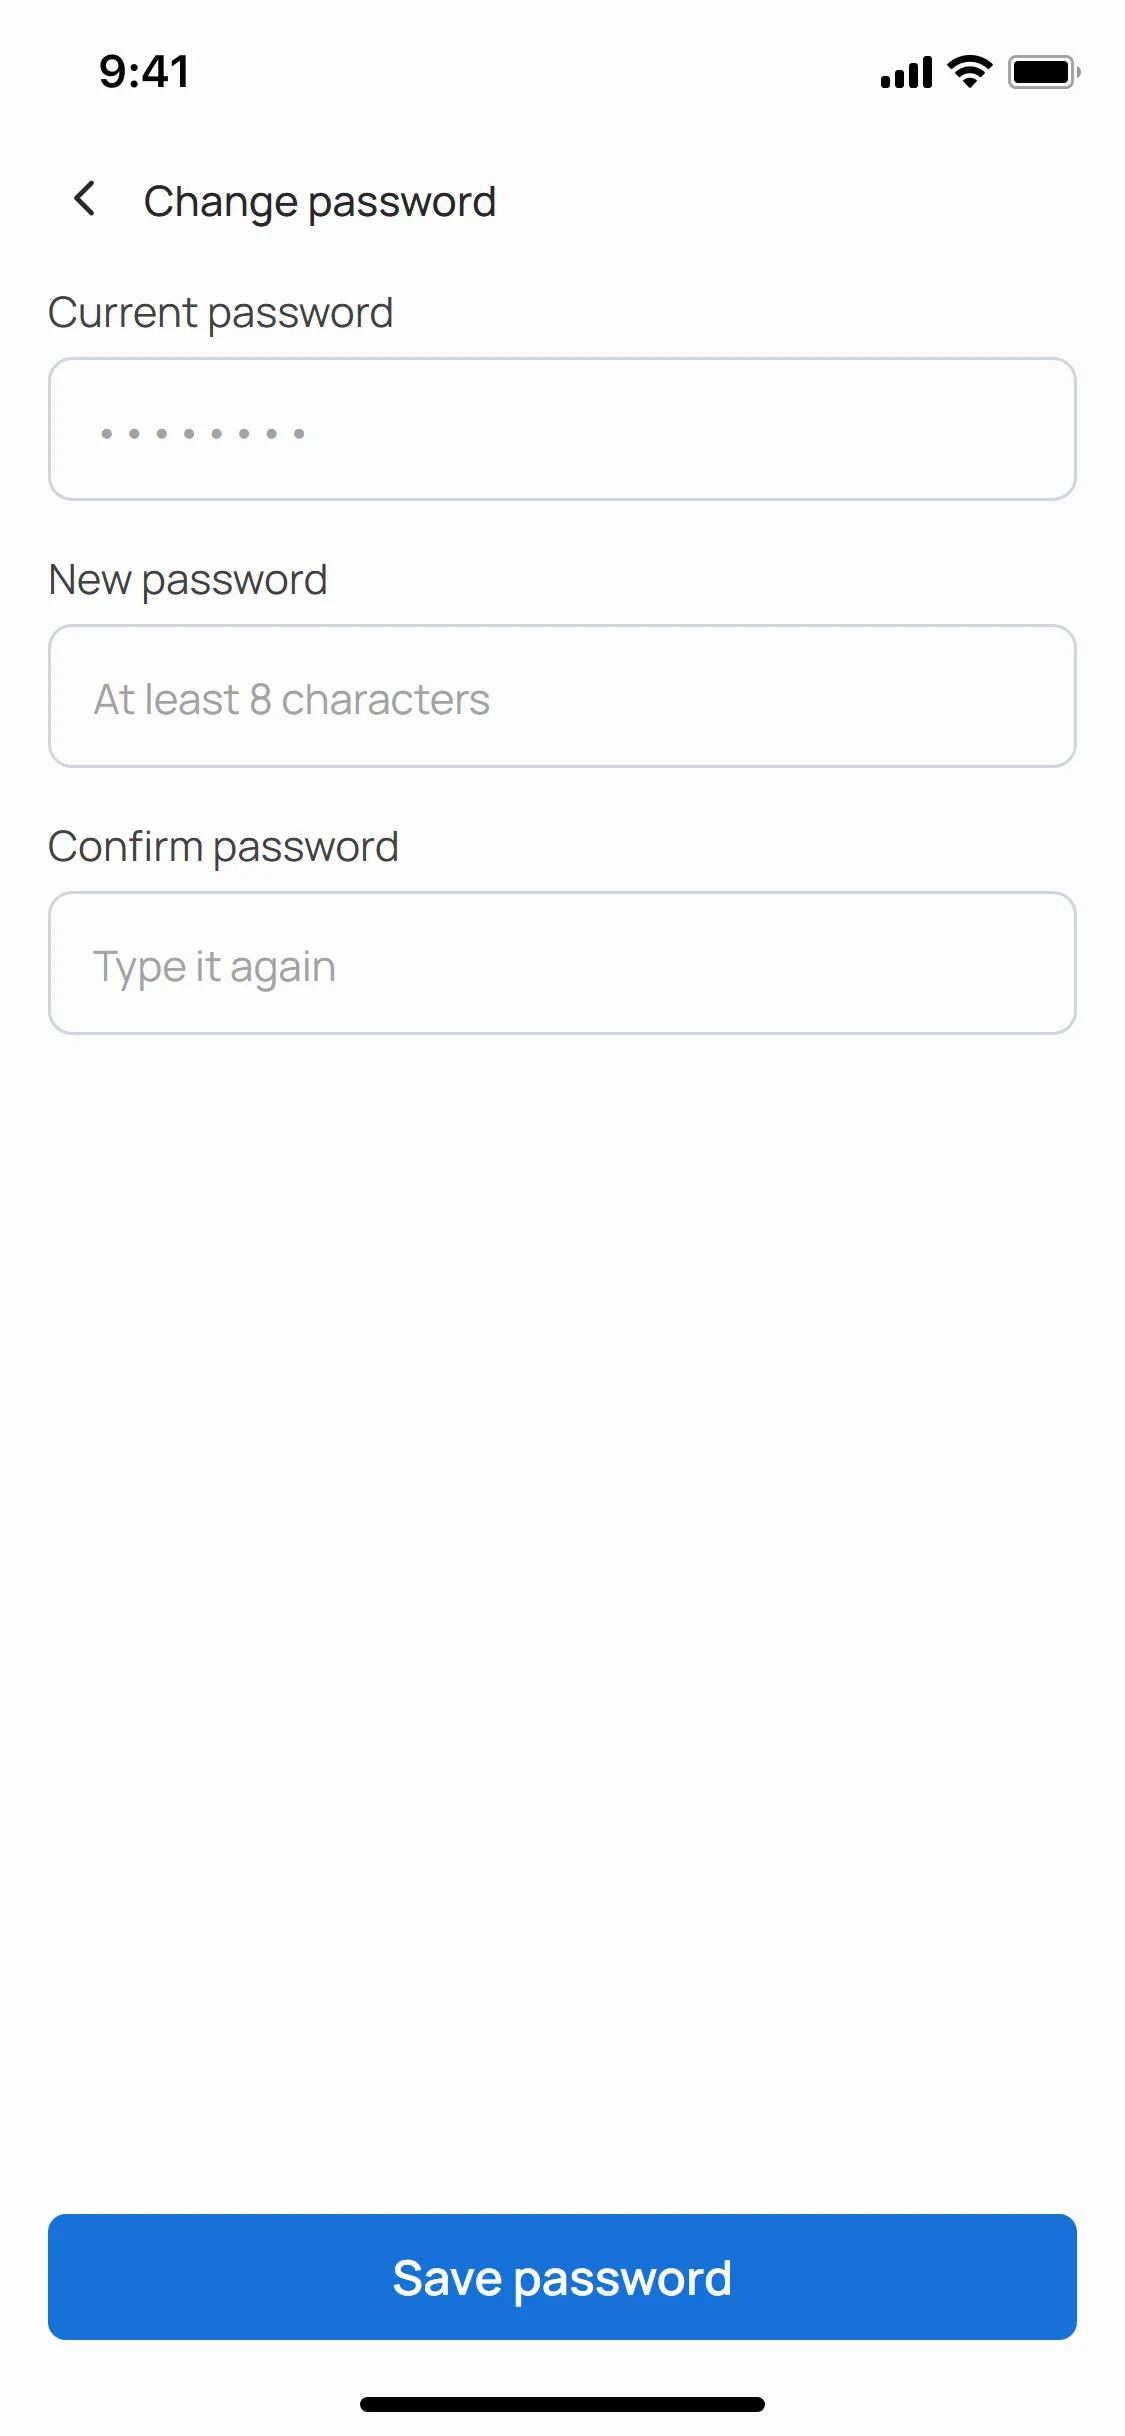 9:41
Change password
Current password
••••••••
New password
At least 8 characters
Confirm password
Type it again
Save password